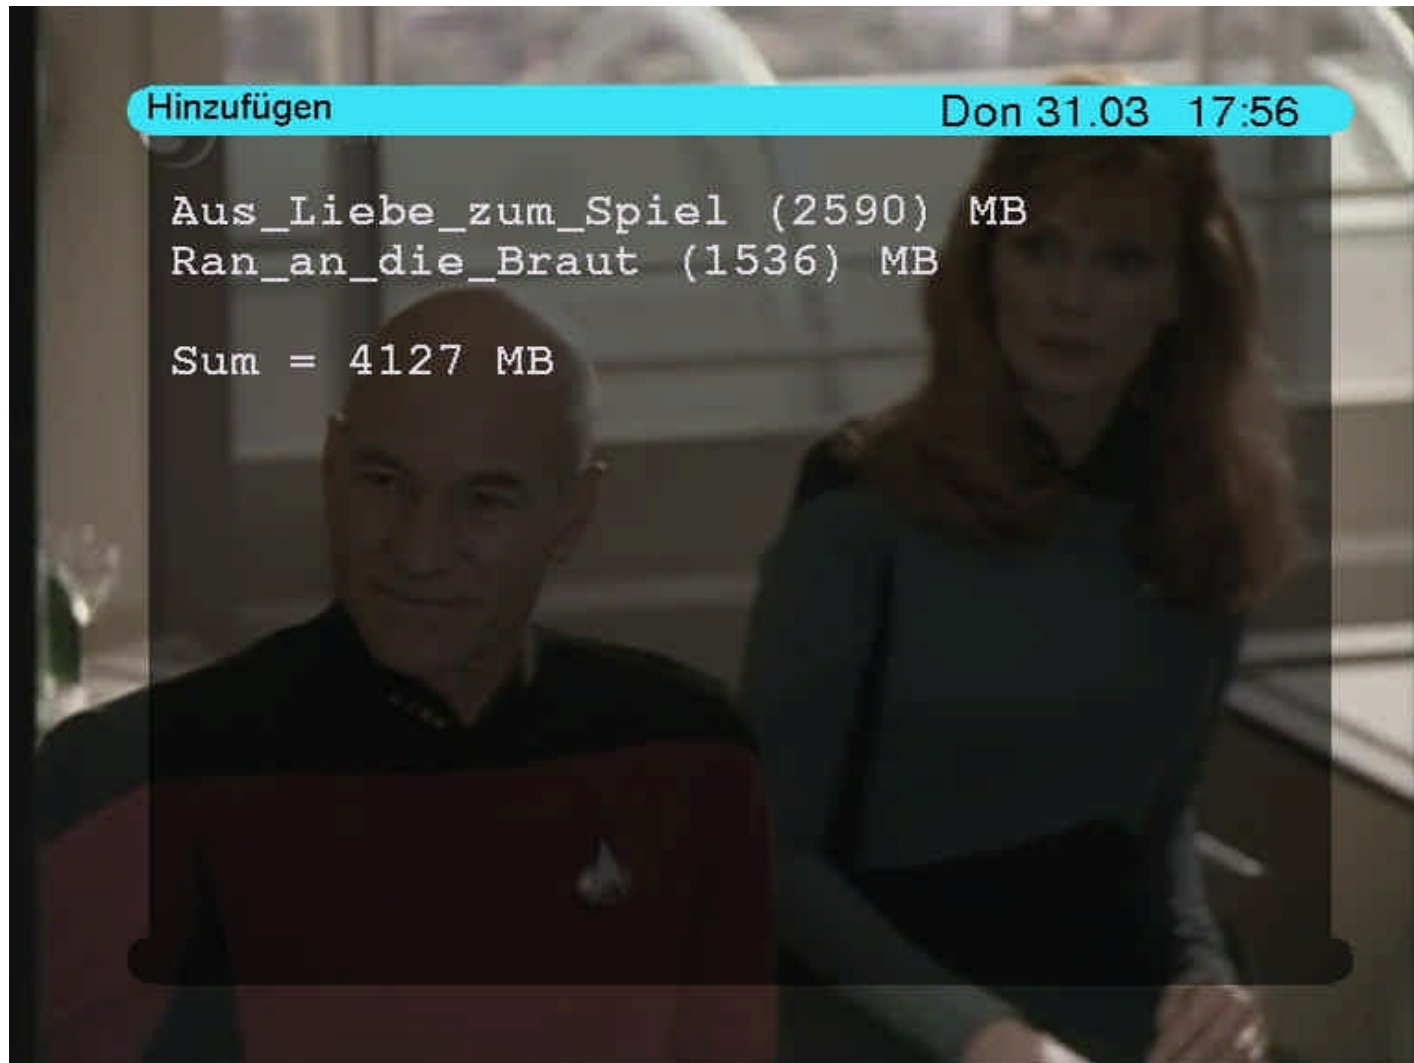 Hinzufügen
Don 31.03 17:56
Aus_Liebe_zum_Spiel (2590) MB
Ran_an_die_Braut (1536) MB
Sum = 4127 MB